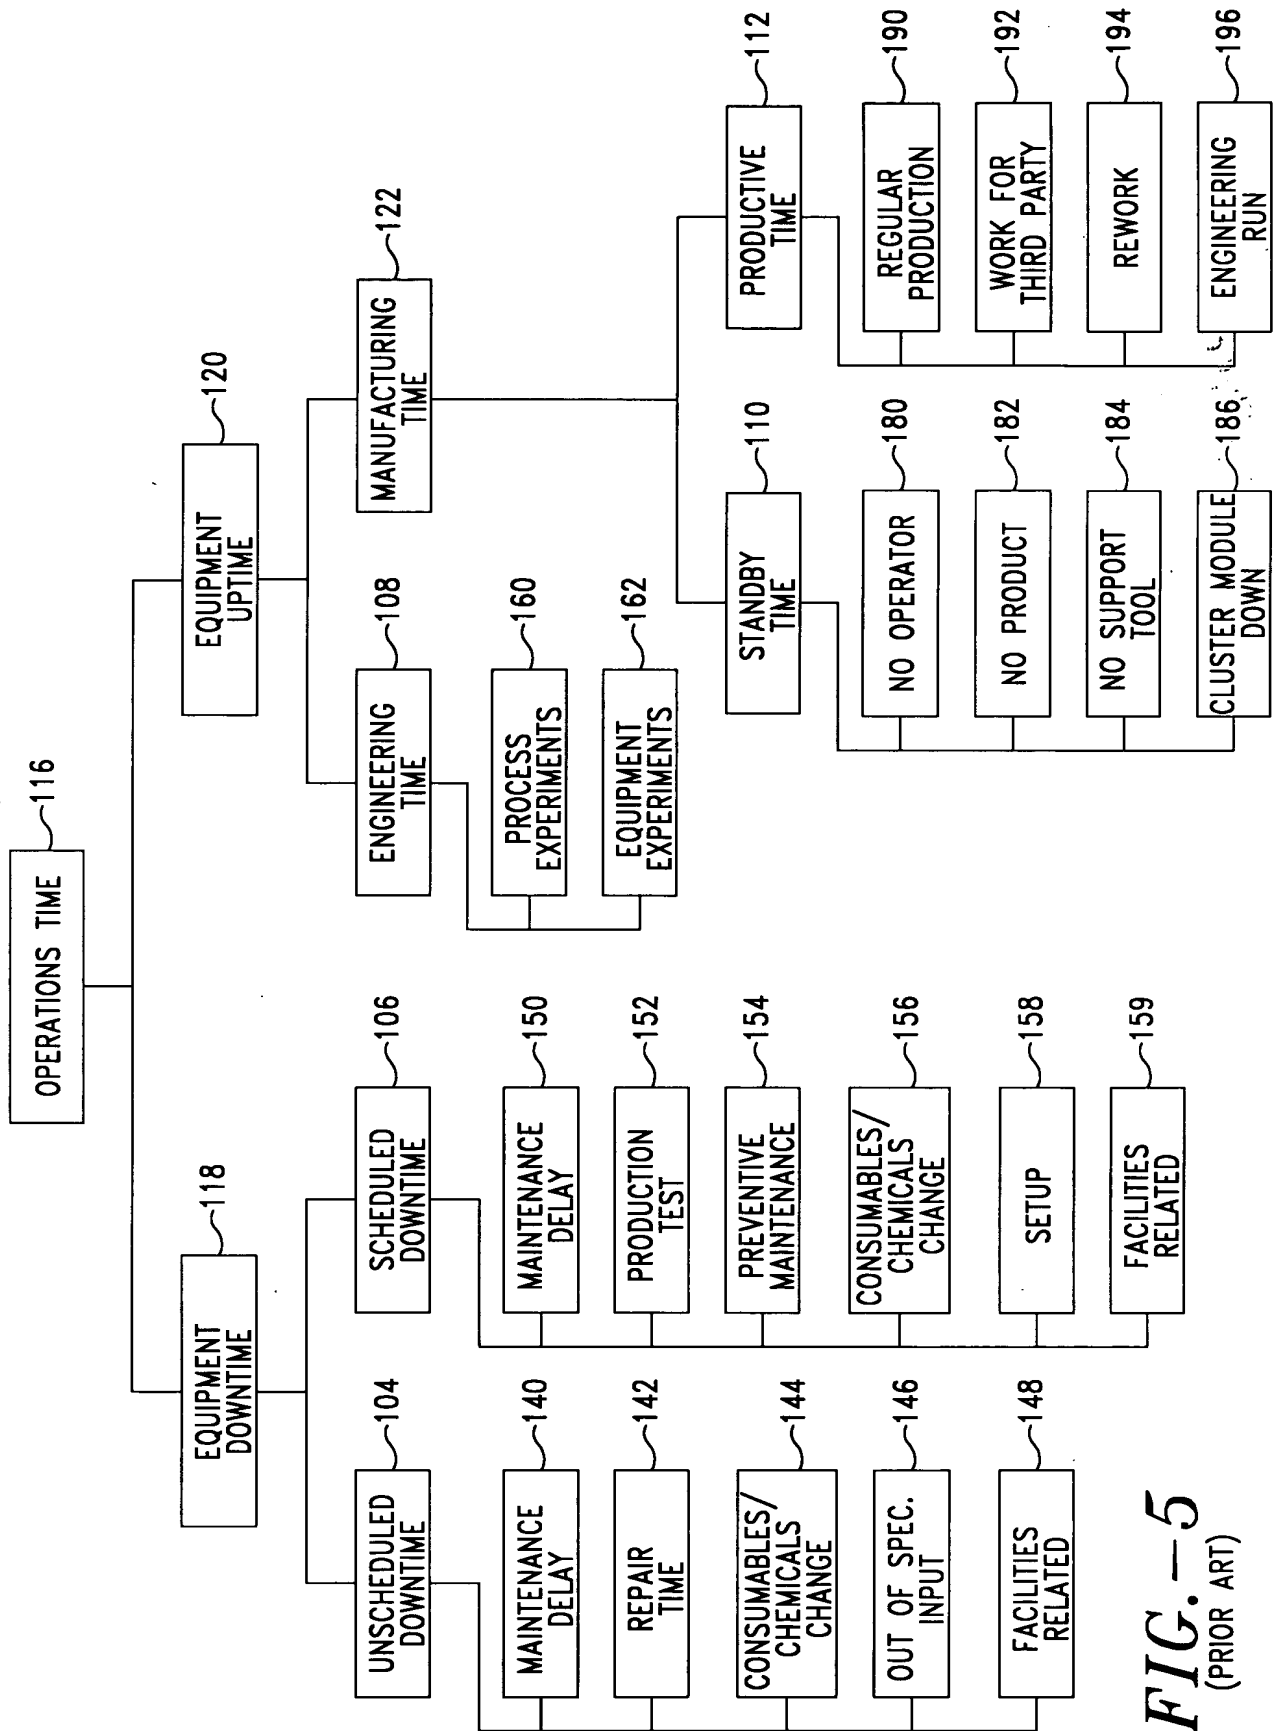 OPERATIONS TIME
116
EQUIPMENT
DOWNTIME
118
EQUIPMENT
UPTIME
120
UNSCHEDULED
DOWNTIME
104
SCHEDULED
DOWNTIME
106
ENGINEERING
TIME
108
MANUFACTURING
TIME
122
MAINTENANCE
DELAY
140
REPAIR
TIME
142
CONSUMABLES/
CHEMICALS
CHANGE
144
OUT OF SPEC.
INPUT
146
FACILITIES
RELATED
148
MAINTENANCE
DELAY
150
PRODUCTION
TEST
152
PREVENTIVE
MAINTENANCE
154
CONSUMABLES/
CHEMICALS
CHANGE
156
SETUP
158
FACILITIES
RELATED
159
PROCESS
EXPERIMENTS
160
EQUIPMENT
EXPERIMENTS
162
STANDBY
TIME
110
NO OPERATOR
180
NO PRODUCT
182
NO SUPPORT
TOOL
184
CLUSTER MODULE
DOWN
186
PRODUCTIVE
TIME
112
REGULAR
PRODUCTION
190
WORK FOR
THIRD PARTY
192
REWORK
194
ENGINEERING
RUN
196
FIG.-5
(PRIOR ART)